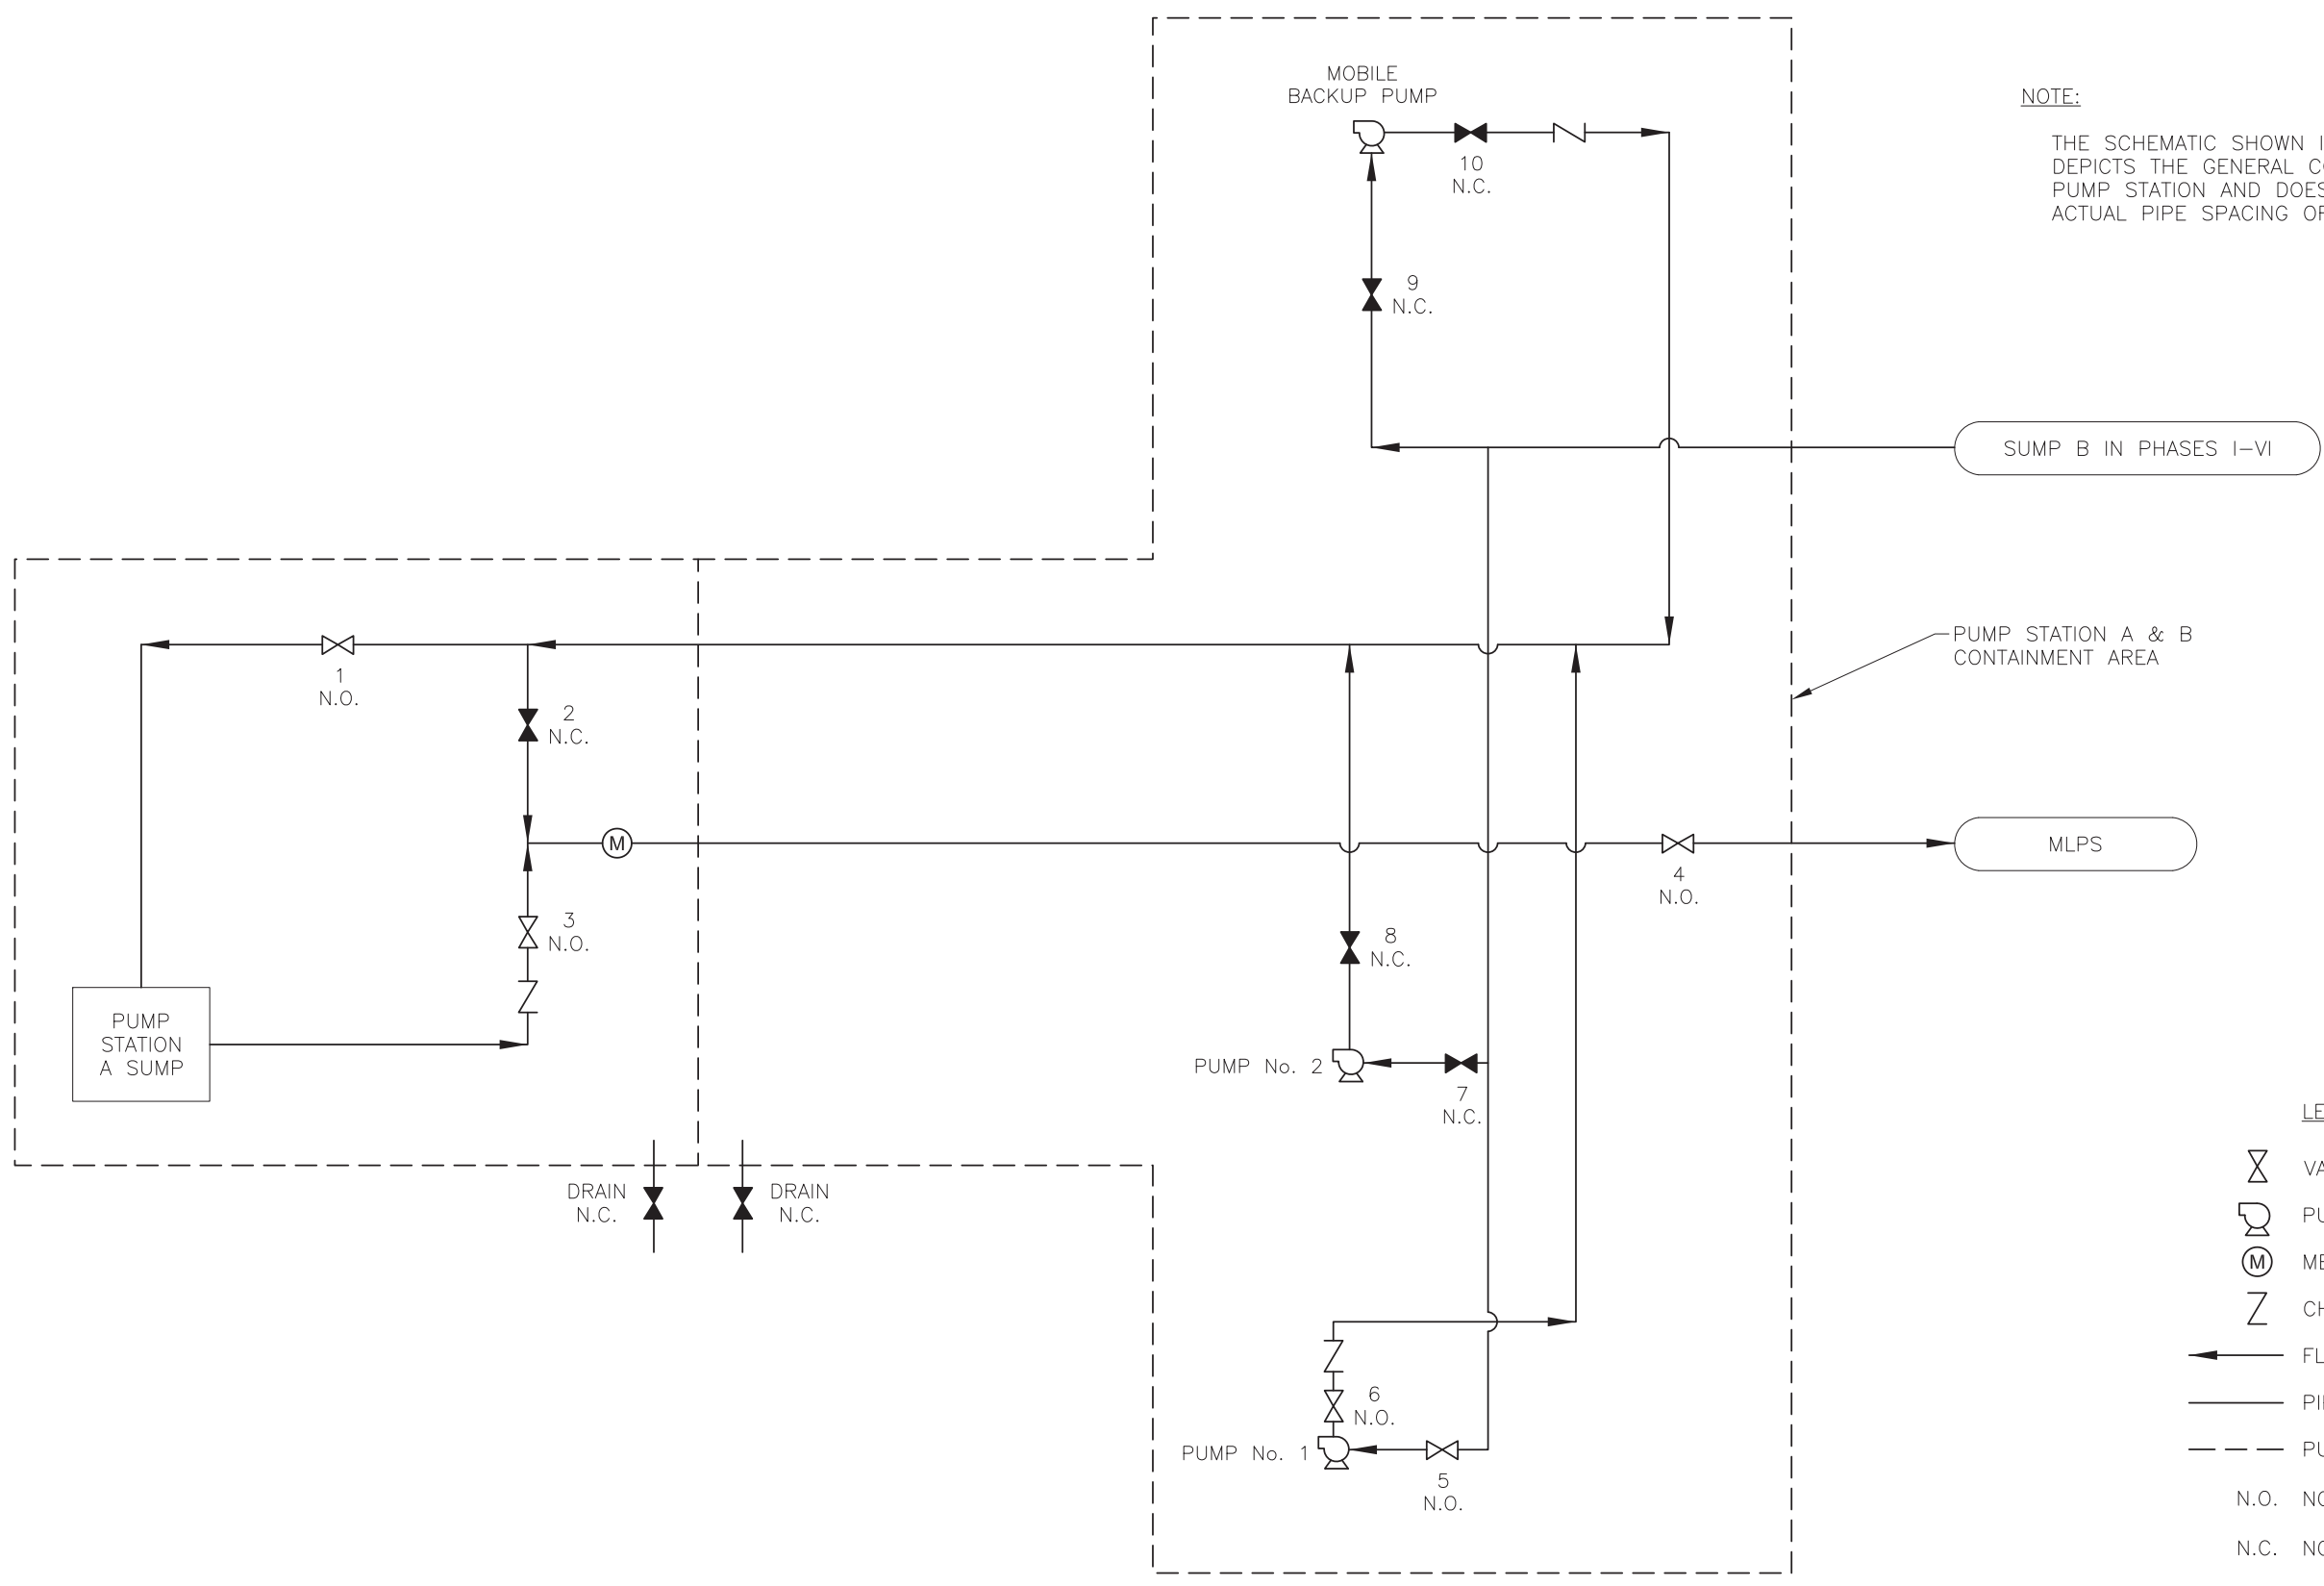 MOBILE
BACKUP PUMP
10
N.C.
9
N.C.
NOTE:
THE SCHEMATIC SHOWN
DEPICTS THE GENERAL
PUMP STATION AND
ACTUAL PIPE SPACING
SUMP B IN PHASES I-VI
PUMP STATION A & B
CONTAINMENT AREA
1
N.O.
2
N.C.
M
3
N.O.
4
N.O.
MLPS
8
N.C.
PUMP
STATION
A SUMP
PUMP No. 2
7
N.C.
DRAIN
N.C.
DRAIN
N.C.
6
N.O.
PUMP No. 1
5
N.O.
M
N.O.
N.C.